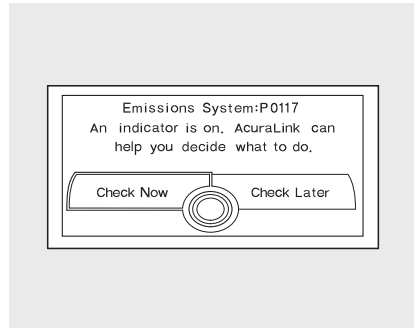 Emissions System:P0117
An indicator is on. AcuraLink can
help you decide what to do.
Check Now
Check Later